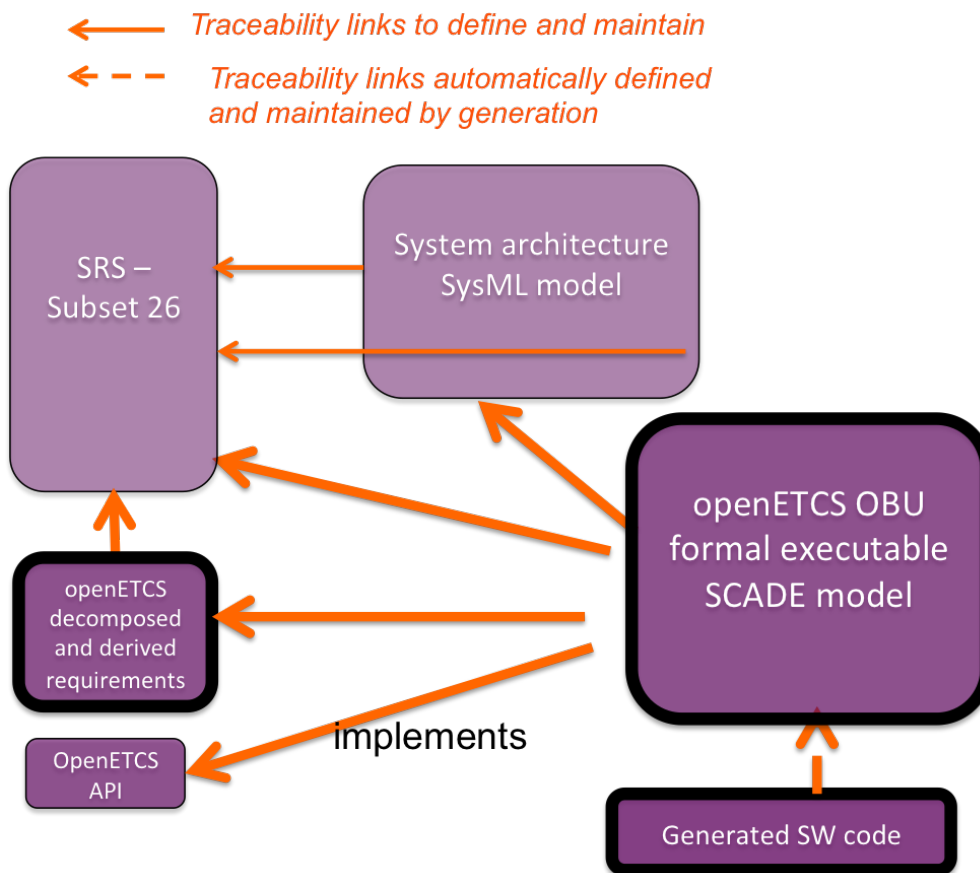 Traceability links to define and maintain
Traceability links automatically defined
and maintained by generation
SRS –
Subset 26
System architecture
SysML model
openETCS OBU
formal executable
SCADE model
openETCS
decomposed
and derived
requirements
implements
OpenETCS
API
Generated SW code